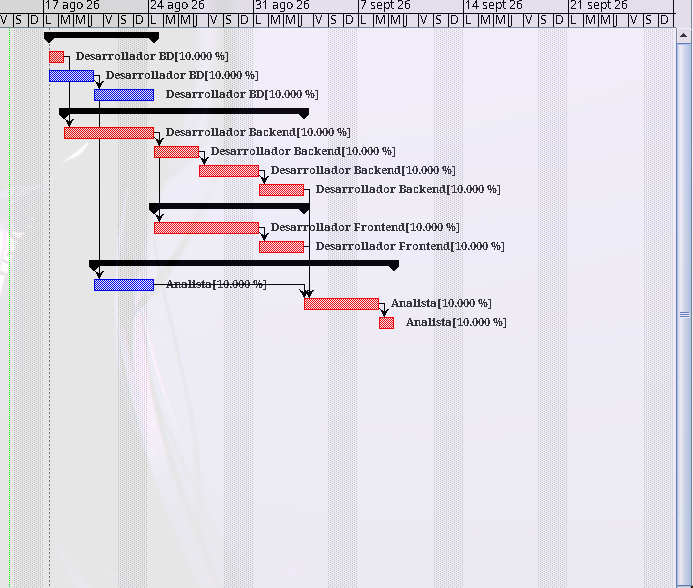 17 ago 26 24 ago 26 31 ago 26 7 sept 26 14 sept 26 21 sept 26
V S D L M M J V S D L M M J V S D L M M J V S D L M M J V S D L M M J V S D L M M J V S D
Desarrollador BD[10.000 %]
Desarrollador BD[10.000 %]
Desarrollador BD[10.000 %]
Desarrollador Backend[10.000 %]
Desarrollador Backend[10.000 %]
Desarrollador Backend[10.000 %]
Desarrollador Backend[10.000 %]
Desarrollador Frontend[10.000 %]
Desarrollador Frontend[10.000 %]
Analista[10.000 %]
Analista[10.000 %]
Analista[10.000 %]